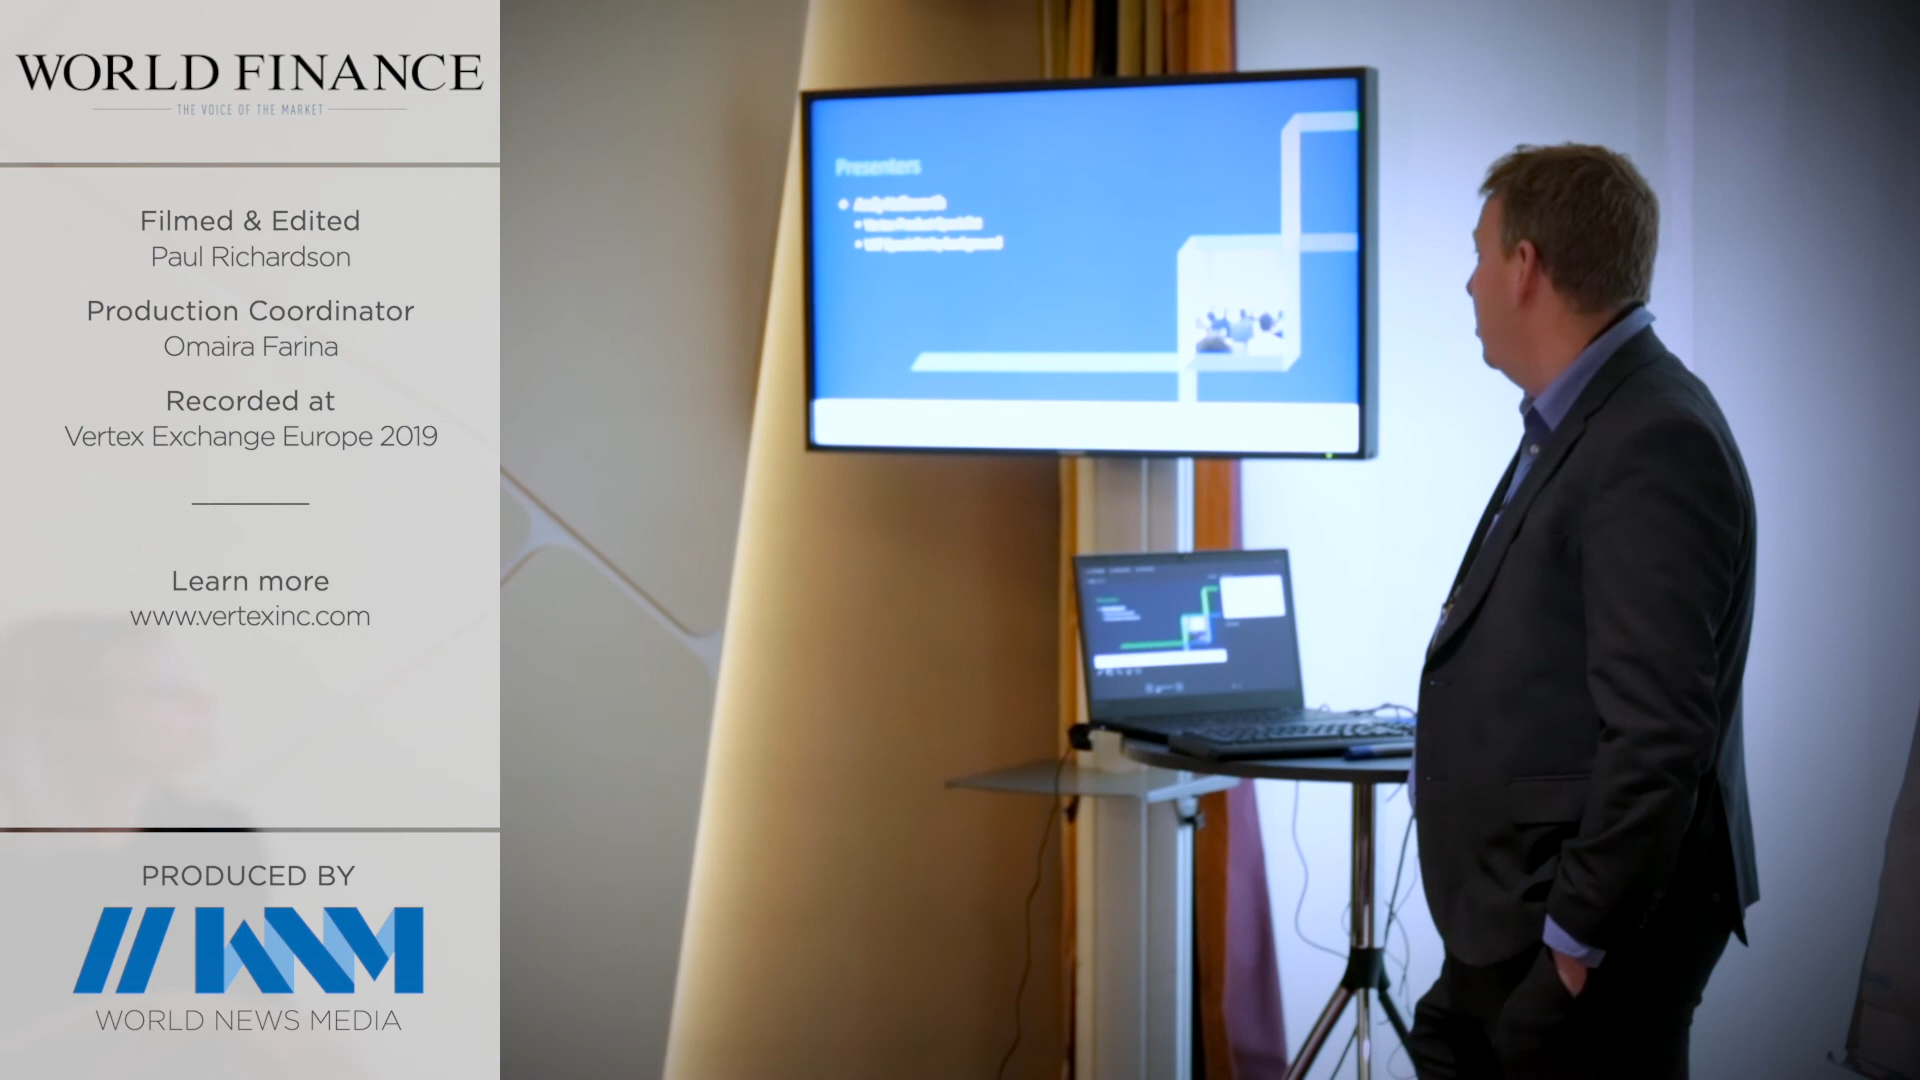 WORLD FINANCE
THE VOICE OF THE MARKET
Filmed & Edited
Paul Richardson
Production Coordinator
Omaira Farina
Recorded at
Vertex Exchange Europe 2019
Learn more
www.vertexinc.com
PRODUCED BY
WNM
WORLD NEWS MEDIA
Presenters